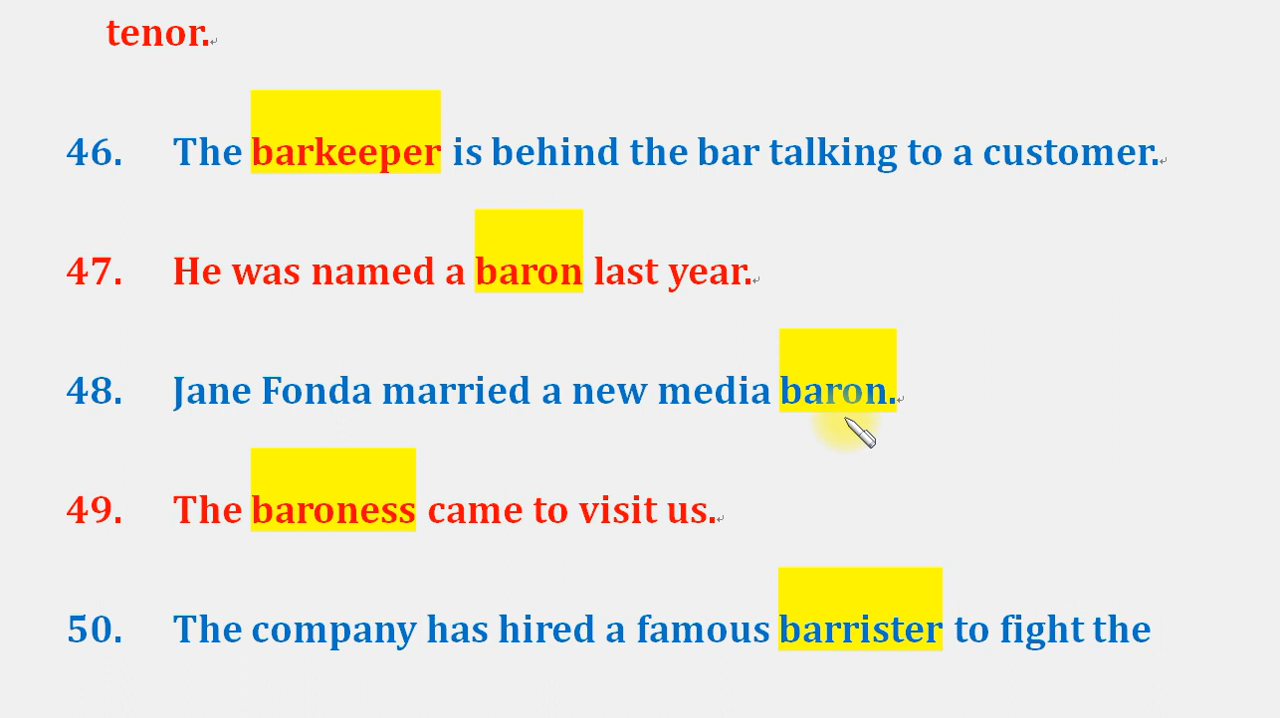 tenor.
46. The barkeeper is behind the bar talking to a customer.
47. He was named a baron last year.
48. Jane Fonda married a new media baron.
49. The baroness came to visit us.
50. The company has hired a famous barrister to fight the